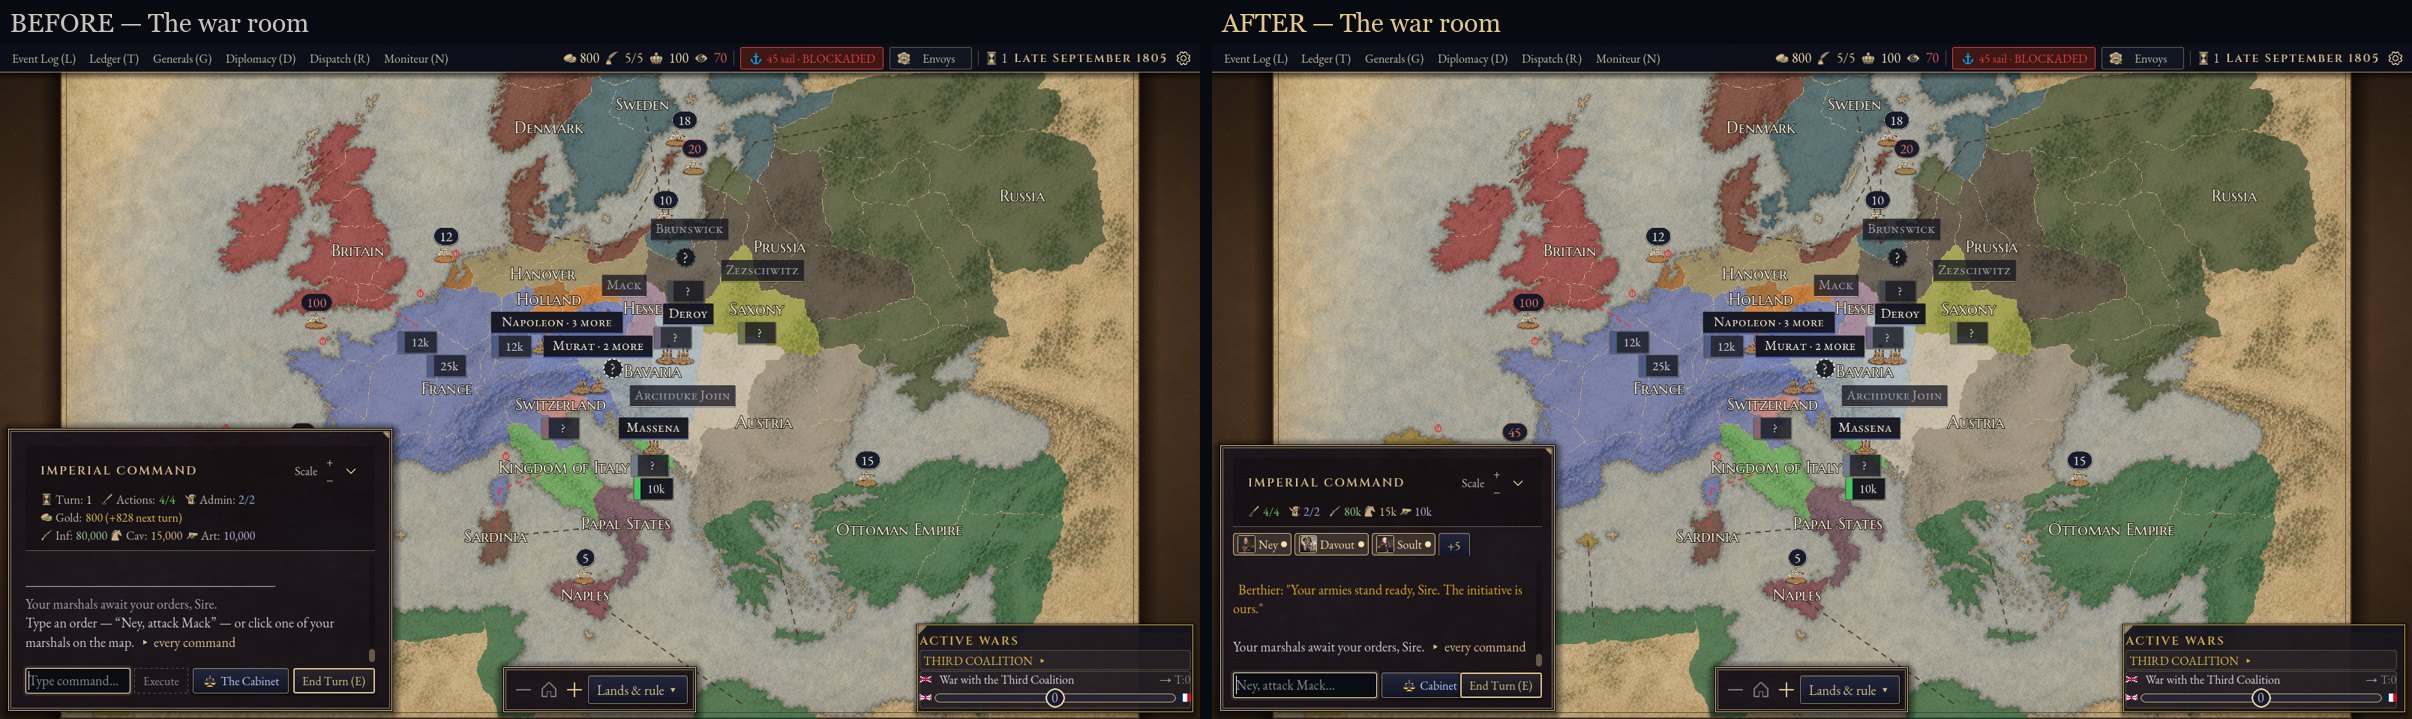 BEFORE — The war room
Event Log (L) Ledger (T) Generals (G) Diplomacy (D) Dispatch (R) Moniteur (N) 800 5/5 100 70 45 sail · BLOCKADED Envoys 1 LATE SEPTEMBER 1805
SWEDEN
18
DENMARK
20
RUSSIA
10
BRUNSWICK
12
BRITAIN
PRUSSIA
?
ZEZSCHWITZ
HANOVER
MACK
?
HOLLAND
100
HESSE
DEROY
SAXONY
NAPOLEON · 3 MORE
?
?
12k
12k
MURAT · 2 MORE
25k
?
BAVARIA
FRANCE
ARCHDUKE JOHN
SWITZERLAND
AUSTRIA
?
MASSENA
15
KINGDOM OF ITALY
?
10k
PAPAL STATES
OTTOMAN EMPIRE
SARDINIA
5
NAPLES
IMPERIAL COMMAND Scale + −
Turn: 1 Actions: 4/4 Admin: 2/2
Gold: 800 (+828 next turn)
Inf: 80,000 Cav: 15,000 Art: 10,000
Your marshals await your orders, Sire.
Type an order — “Ney, attack Mack” — or click one of your
marshals on the map. ‣ every command
Type command... Execute The Cabinet End Turn (E)
Lands & rule ▾
ACTIVE WARS
THIRD COALITION ‣
War with the Third Coalition → T:0
0
AFTER — The war room
Event Log (L) Ledger (T) Generals (G) Diplomacy (D) Dispatch (R) Moniteur (N) 800 5/5 100 70 45 sail · BLOCKADED Envoys 1 LATE SEPTEMBER 1805
SWEDEN
18
DENMARK
20
RUSSIA
10
BRUNSWICK
12
BRITAIN
PRUSSIA
?
ZEZSCHWITZ
HANOVER
MACK
?
HOLLAND
100
HESSE
DEROY
SAXONY
NAPOLEON · 3 MORE
?
?
12k
12k
MURAT · 2 MORE
25k
?
BAVARIA
FRANCE
ARCHDUKE JOHN
SWITZERLAND
AUSTRIA
?
MASSENA
45
15
KINGDOM OF ITALY
?
10k
PAPAL STATES
OTTOMAN EMPIRE
SARDINIA
5
NAPLES
IMPERIAL COMMAND Scale + −
4/4 2/2 80k 15k 10k
Ney Davout Soult +5
Berthier: "Your armies stand ready, Sire. The initiative is
ours."
Your marshals await your orders, Sire. ‣ every command
Ney, attack Mack... Cabinet End Turn (E)
Lands & rule ▾
ACTIVE WARS
THIRD COALITION ‣
War with the Third Coalition → T:0
0